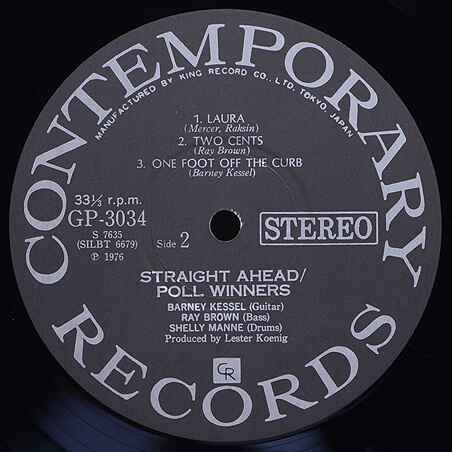 CONTEMPORARY
MANUFACTURED BY KING RECORD CO., LTD, TOKYO, JAPAN
1. LAURA
(Mercer, Raksin)
2. TWO CENTS
(Ray Brown)
3. ONE FOOT OFF THE CURB
(Barney Kessel)
33⅓ r.p.m.
GP-3034
S 7635
(SILBT 6679)
℗ 1976
Side 2
STEREO
STRAIGHT AHEAD/
POLL WINNERS
BARNEY KESSEL (Guitar)
RAY BROWN (Bass)
SHELLY MANNE (Drums)
Produced by Lester Koenig
CR
RECORDS